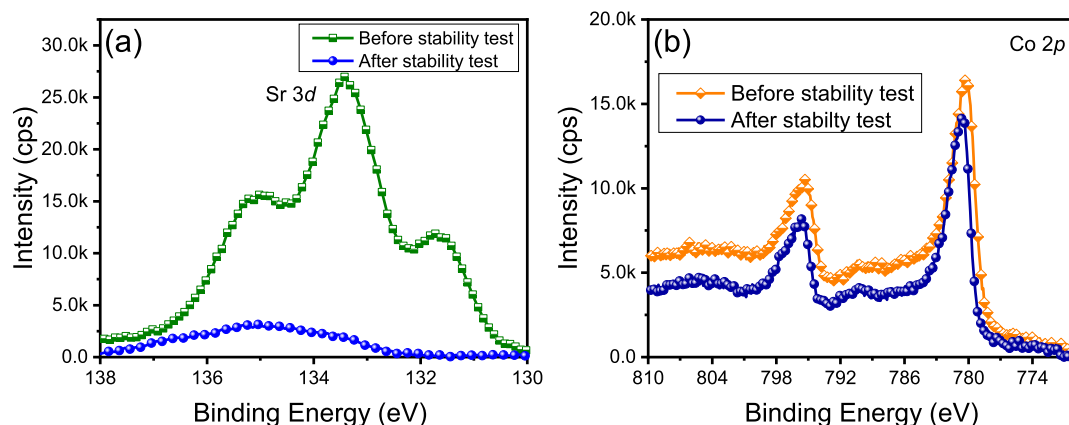 (a)
Before stability test
After stability test
Sr 3d
30.0k
25.0k
20.0k
15.0k
10.0k
5.0k
0.0
Intensity (cps)
138
136
134
132
130
Binding Energy (eV)
(b)
Co 2p
Before stability test
After stabilty test
20.0k
15.0k
10.0k
5.0k
0.0
Intensity (cps)
810
804
798
792
786
780
774
Binding Energy (eV)